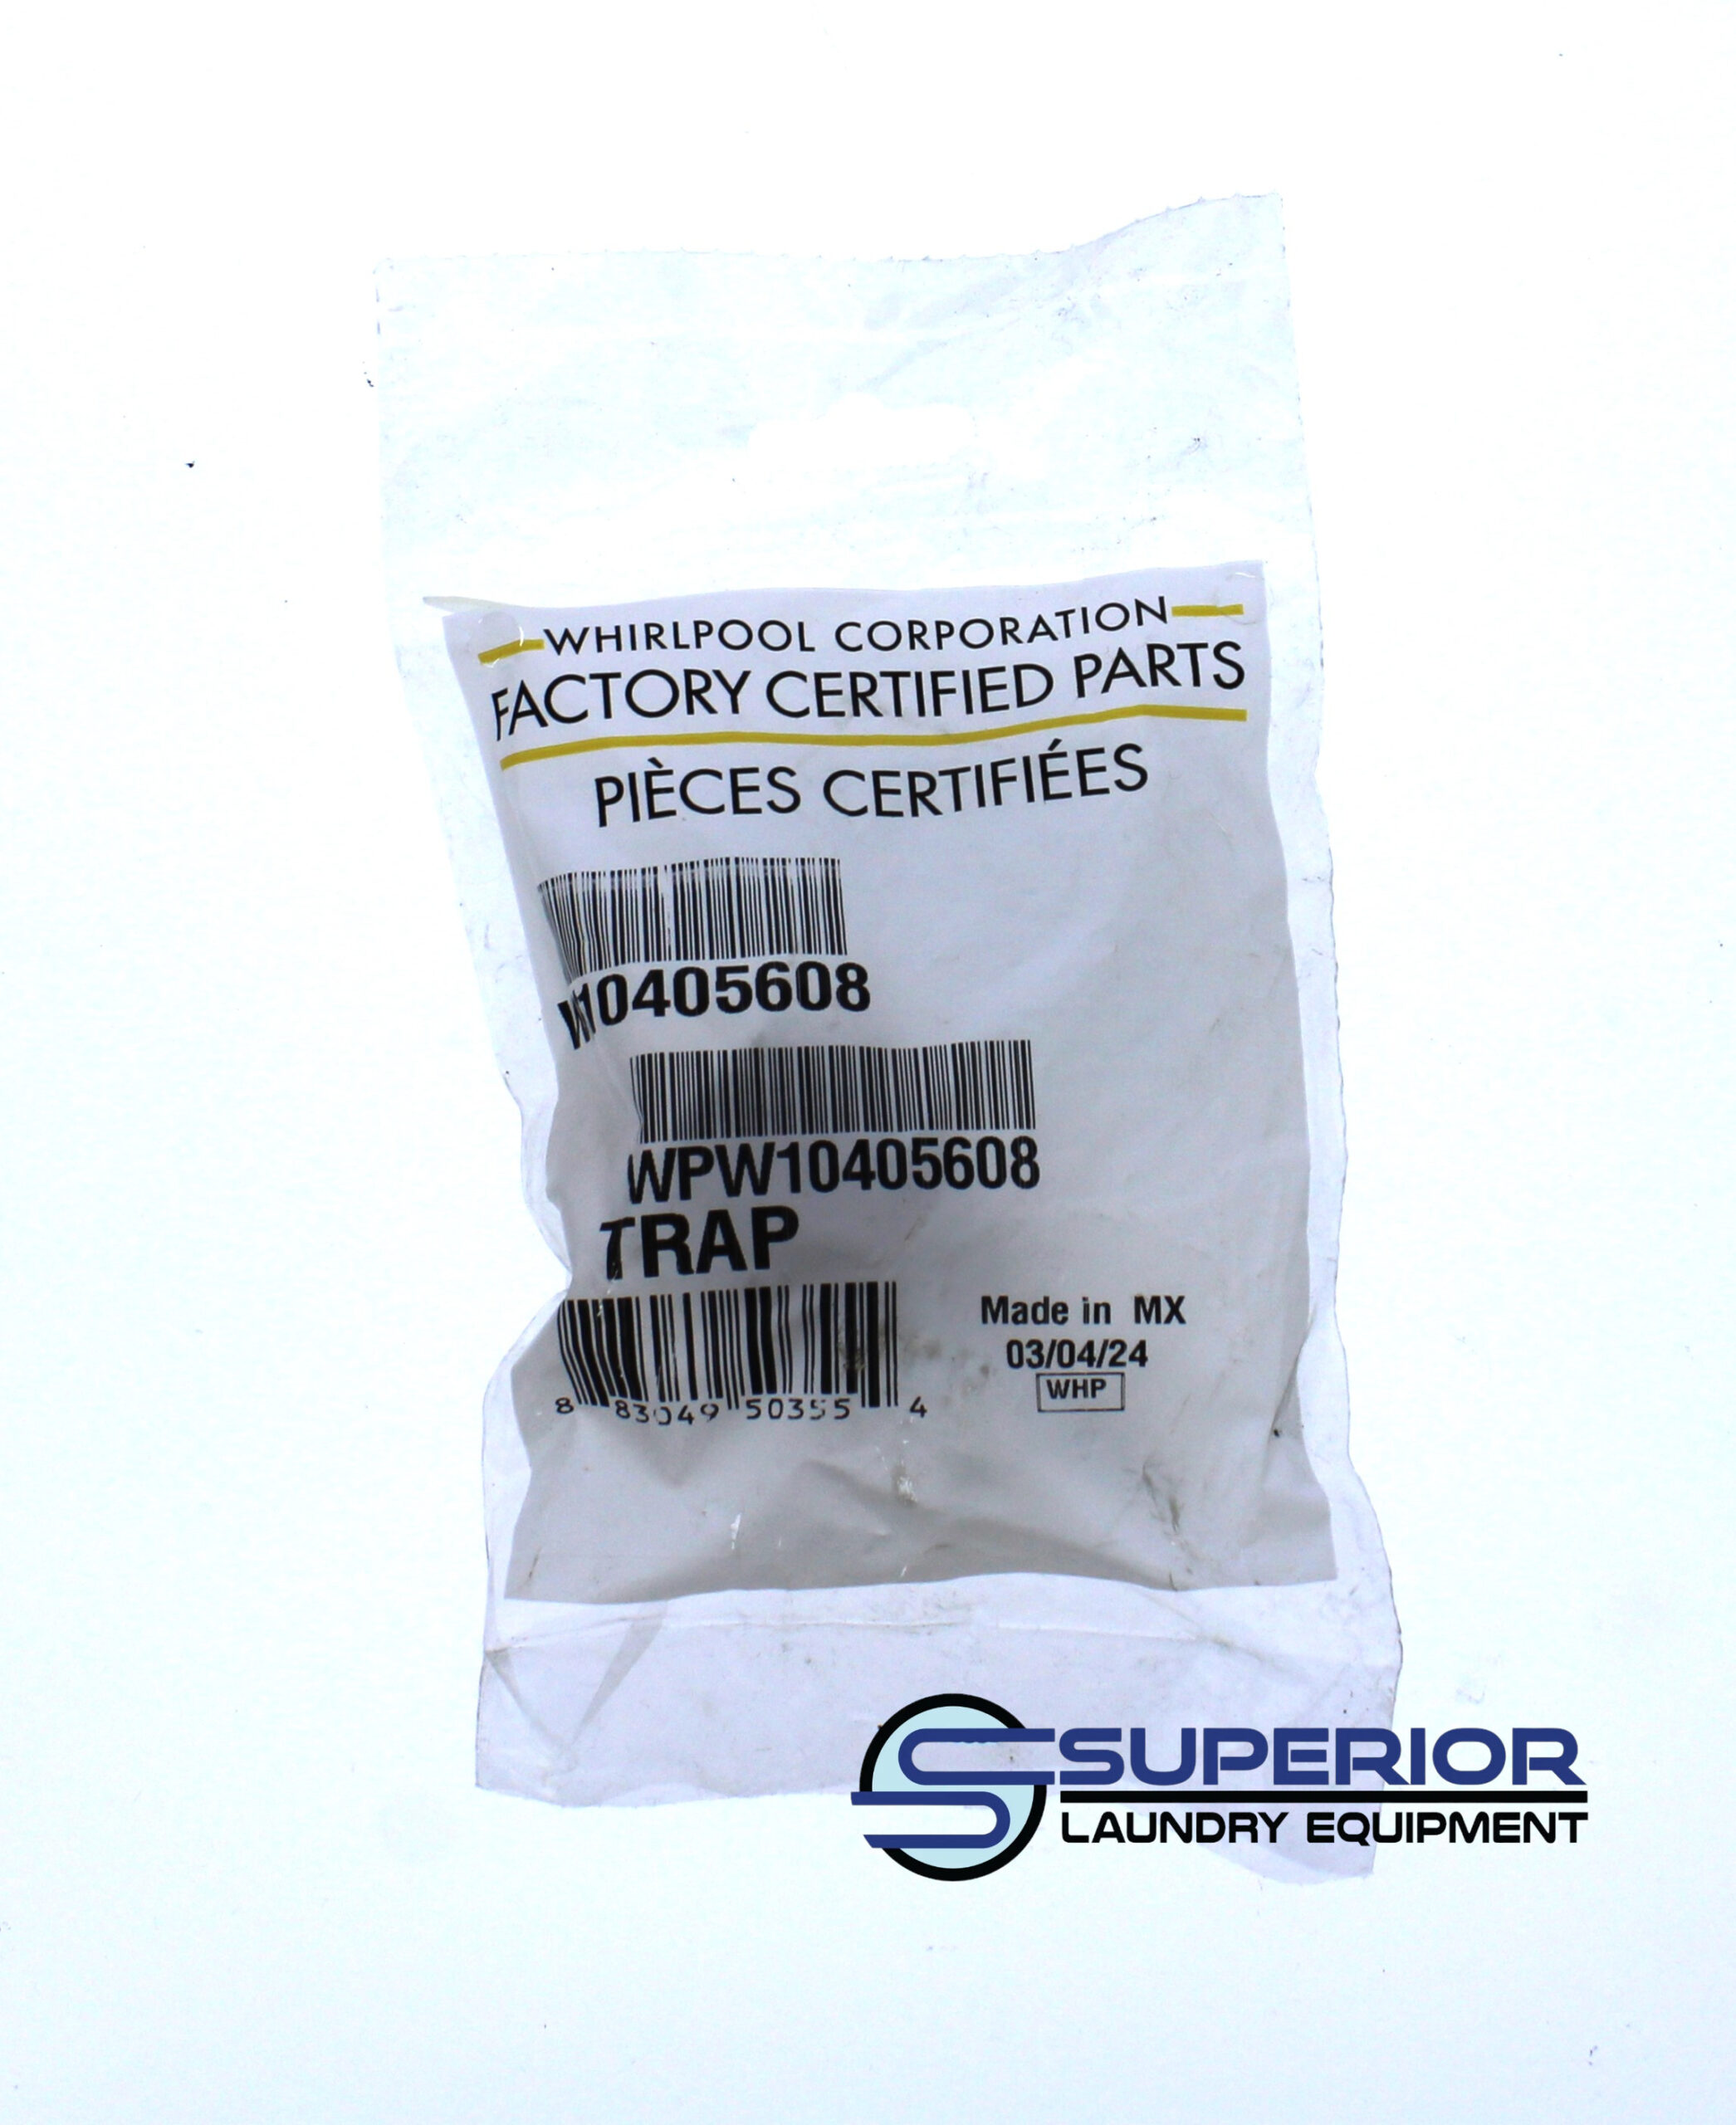 WHIRLPOOL CORPORATION
FACTORY CERTIFIED PARTS
PIÈCES CERTIFIÉES
W10405608
WPW10405608
TRAP
8 83049 50355 4
Made in MX
03/04/24
WHP
SUPERIOR
LAUNDRY EQUIPMENT